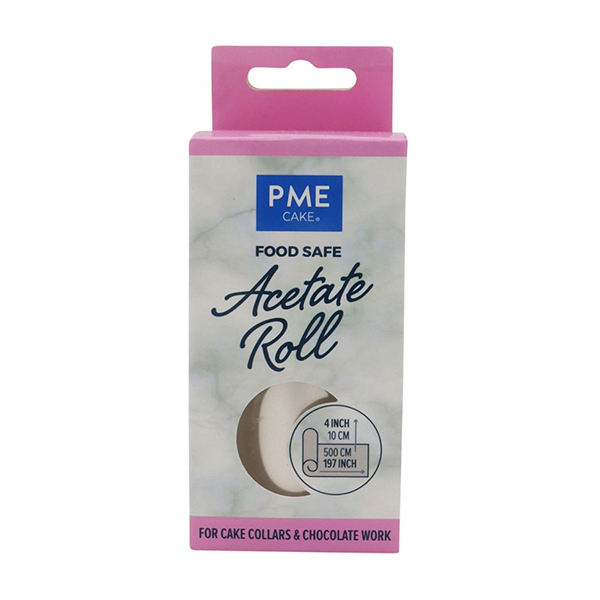 PME
CAKE®
FOOD SAFE
Acetate
Roll
4 INCH
10 CM
500 CM
197 INCH
FOR CAKE COLLARS & CHOCOLATE WORK